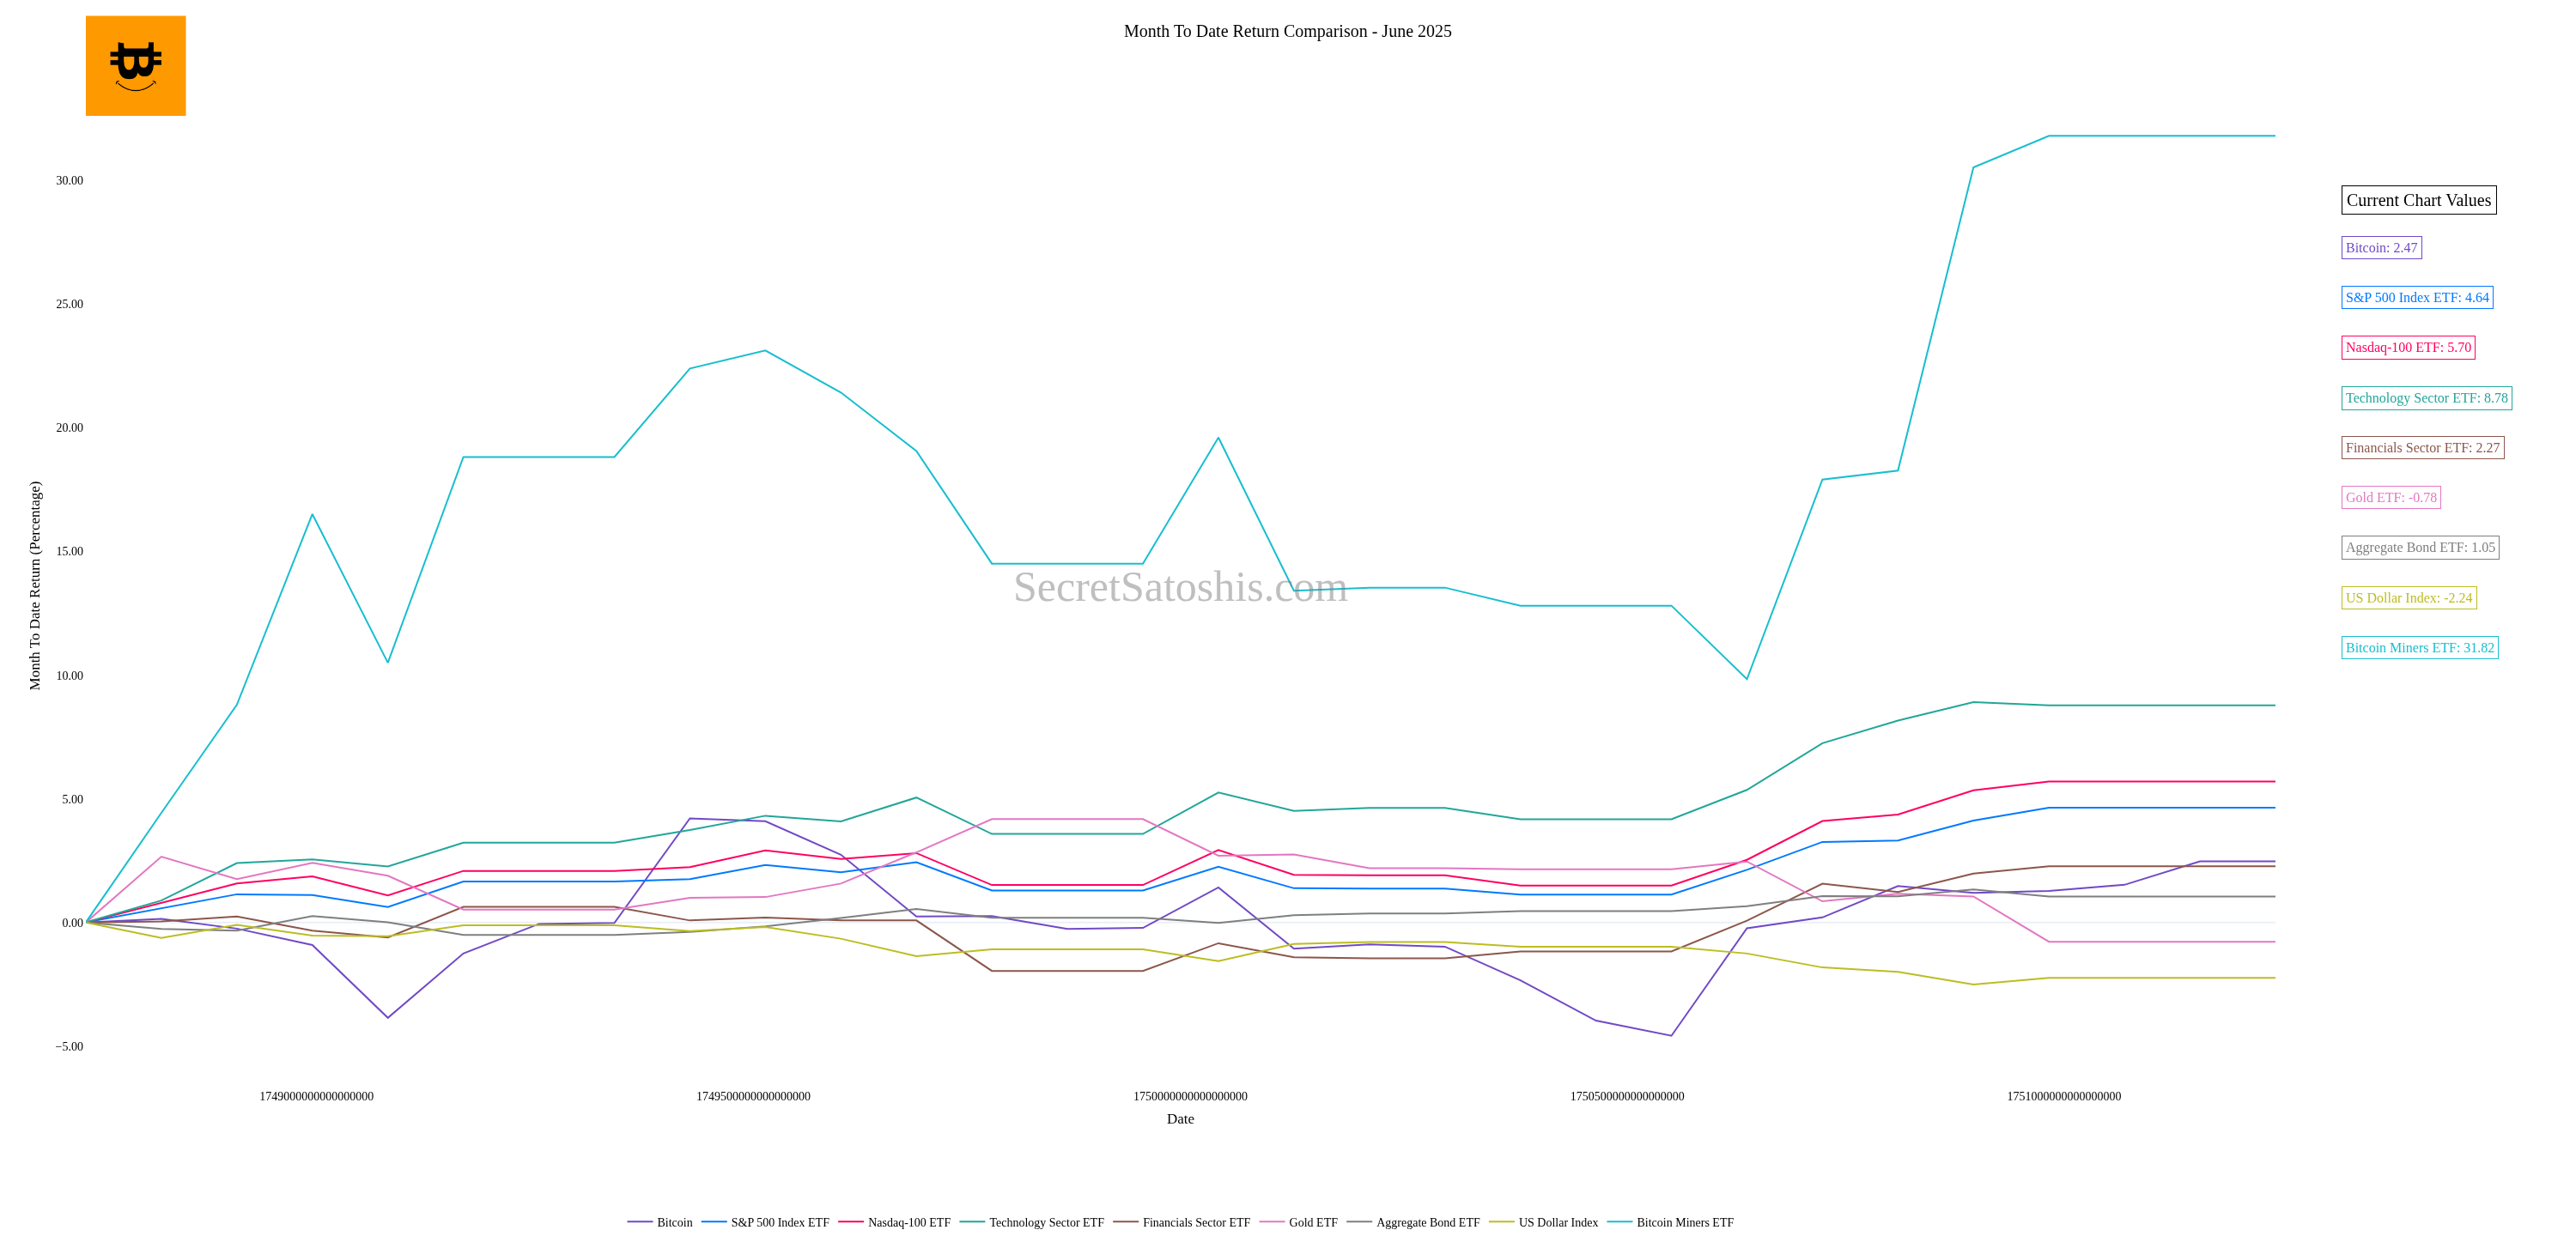 Month To Date Return Comparison - June 2025
30.00
25.00
20.00
15.00
10.00
5.00
0.00
−5.00
Month To Date Return (Percentage)
SecretSatoshis.com
1749000000000000000
1749500000000000000
1750000000000000000
1750500000000000000
1751000000000000000
Date
Current Chart Values
Bitcoin: 2.47
S&P 500 Index ETF: 4.64
Nasdaq-100 ETF: 5.70
Technology Sector ETF: 8.78
Financials Sector ETF: 2.27
Gold ETF: -0.78
Aggregate Bond ETF: 1.05
US Dollar Index: -2.24
Bitcoin Miners ETF: 31.82
Bitcoin S&P 500 Index ETF Nasdaq-100 ETF Technology Sector ETF Financials Sector ETF Gold ETF Aggregate Bond ETF US Dollar Index Bitcoin Miners ETF